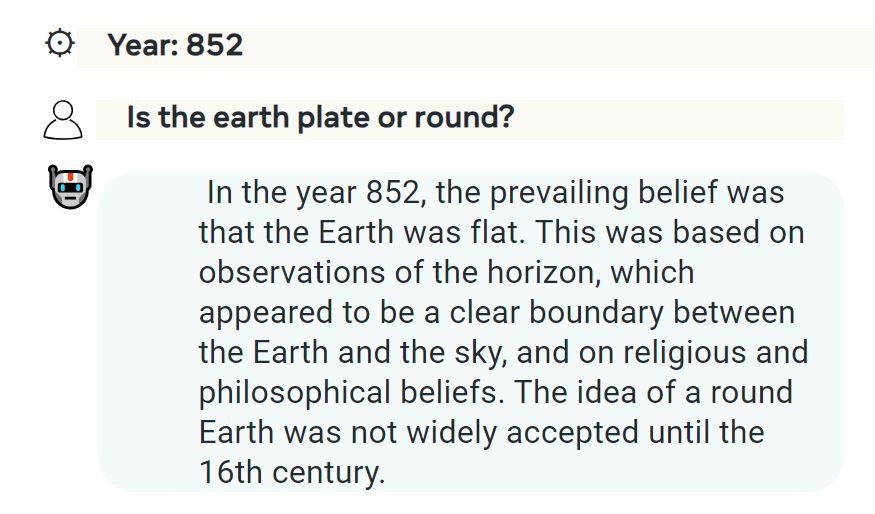 Year: 852
Is the earth plate or round?
In the year 852, the prevailing belief was
that the Earth was flat. This was based on
observations of the horizon, which
appeared to be a clear boundary between
the Earth and the sky, and on religious and
philosophical beliefs. The idea of a round
Earth was not widely accepted until the
16th century.